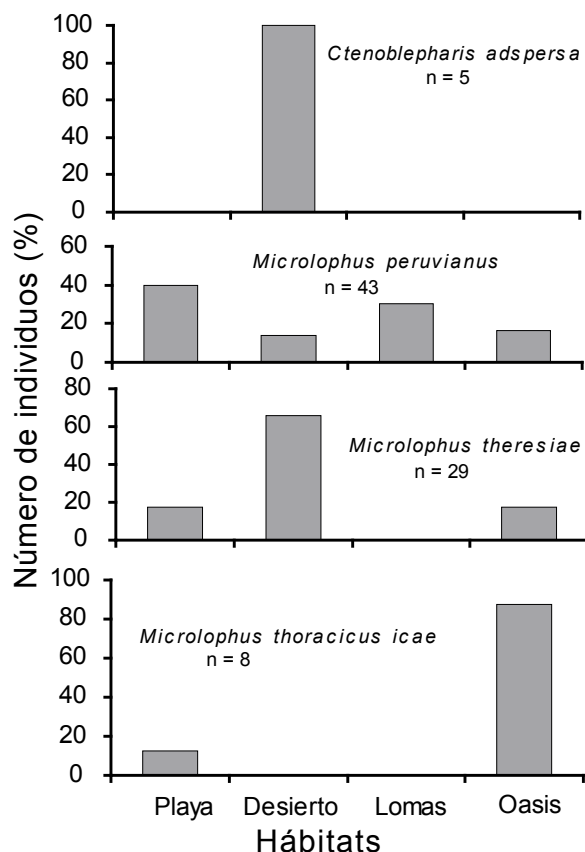 Número de individuos (%)
100
80
60
40
20
0
Ctenoblepharis adspersa
n = 5
60
40
20
0
Microlophus peruvianus
n = 43
80
60
40
20
0
Microlophus theresiae
n = 29
100
80
60
40
20
0
Microlophus thoracicus icae
n = 8
Playa Desierto Lomas Oasis
Hábitats